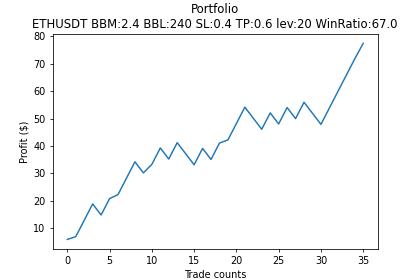 Portfolio
ETHUSDT BBM:2.4 BBL:240 SL:0.4 TP:0.6 lev:20 WinRatio:67.0
80
70
60
50
40
30
20
10
Profit ($)
0 5 10 15 20 25 30 35
Trade counts